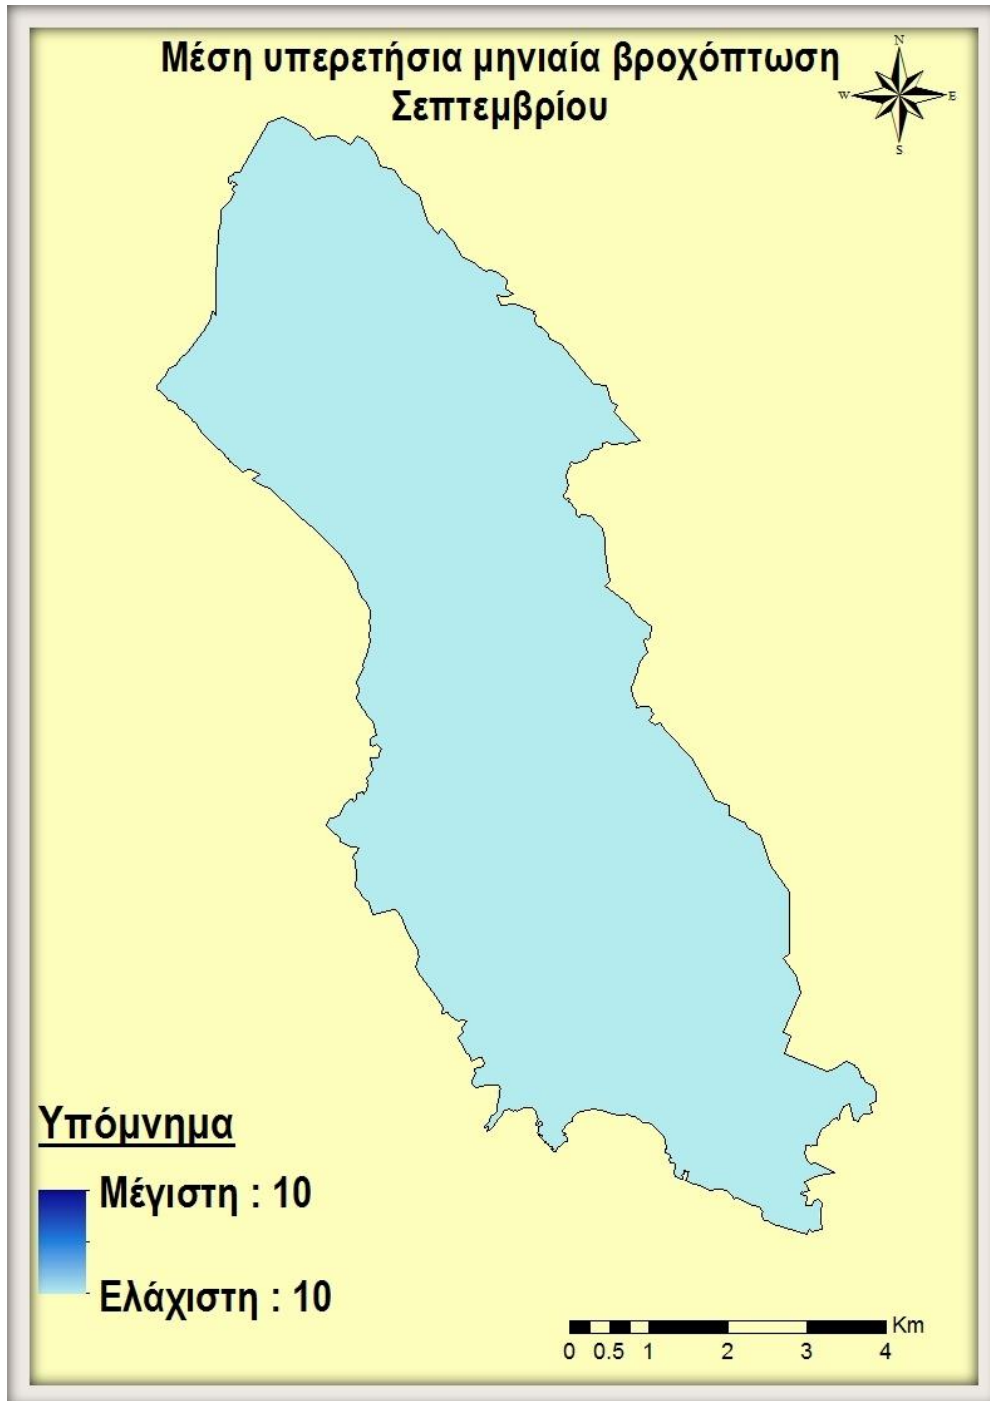 Μέση υπερετήσια μηνιαία βροχόπτωση
Σεπτεμβρίου
N
W E
S
Υπόμνημα
Μέγιστη : 10
Ελάχιστη : 10
Km
0 0.5 1 2 3 4